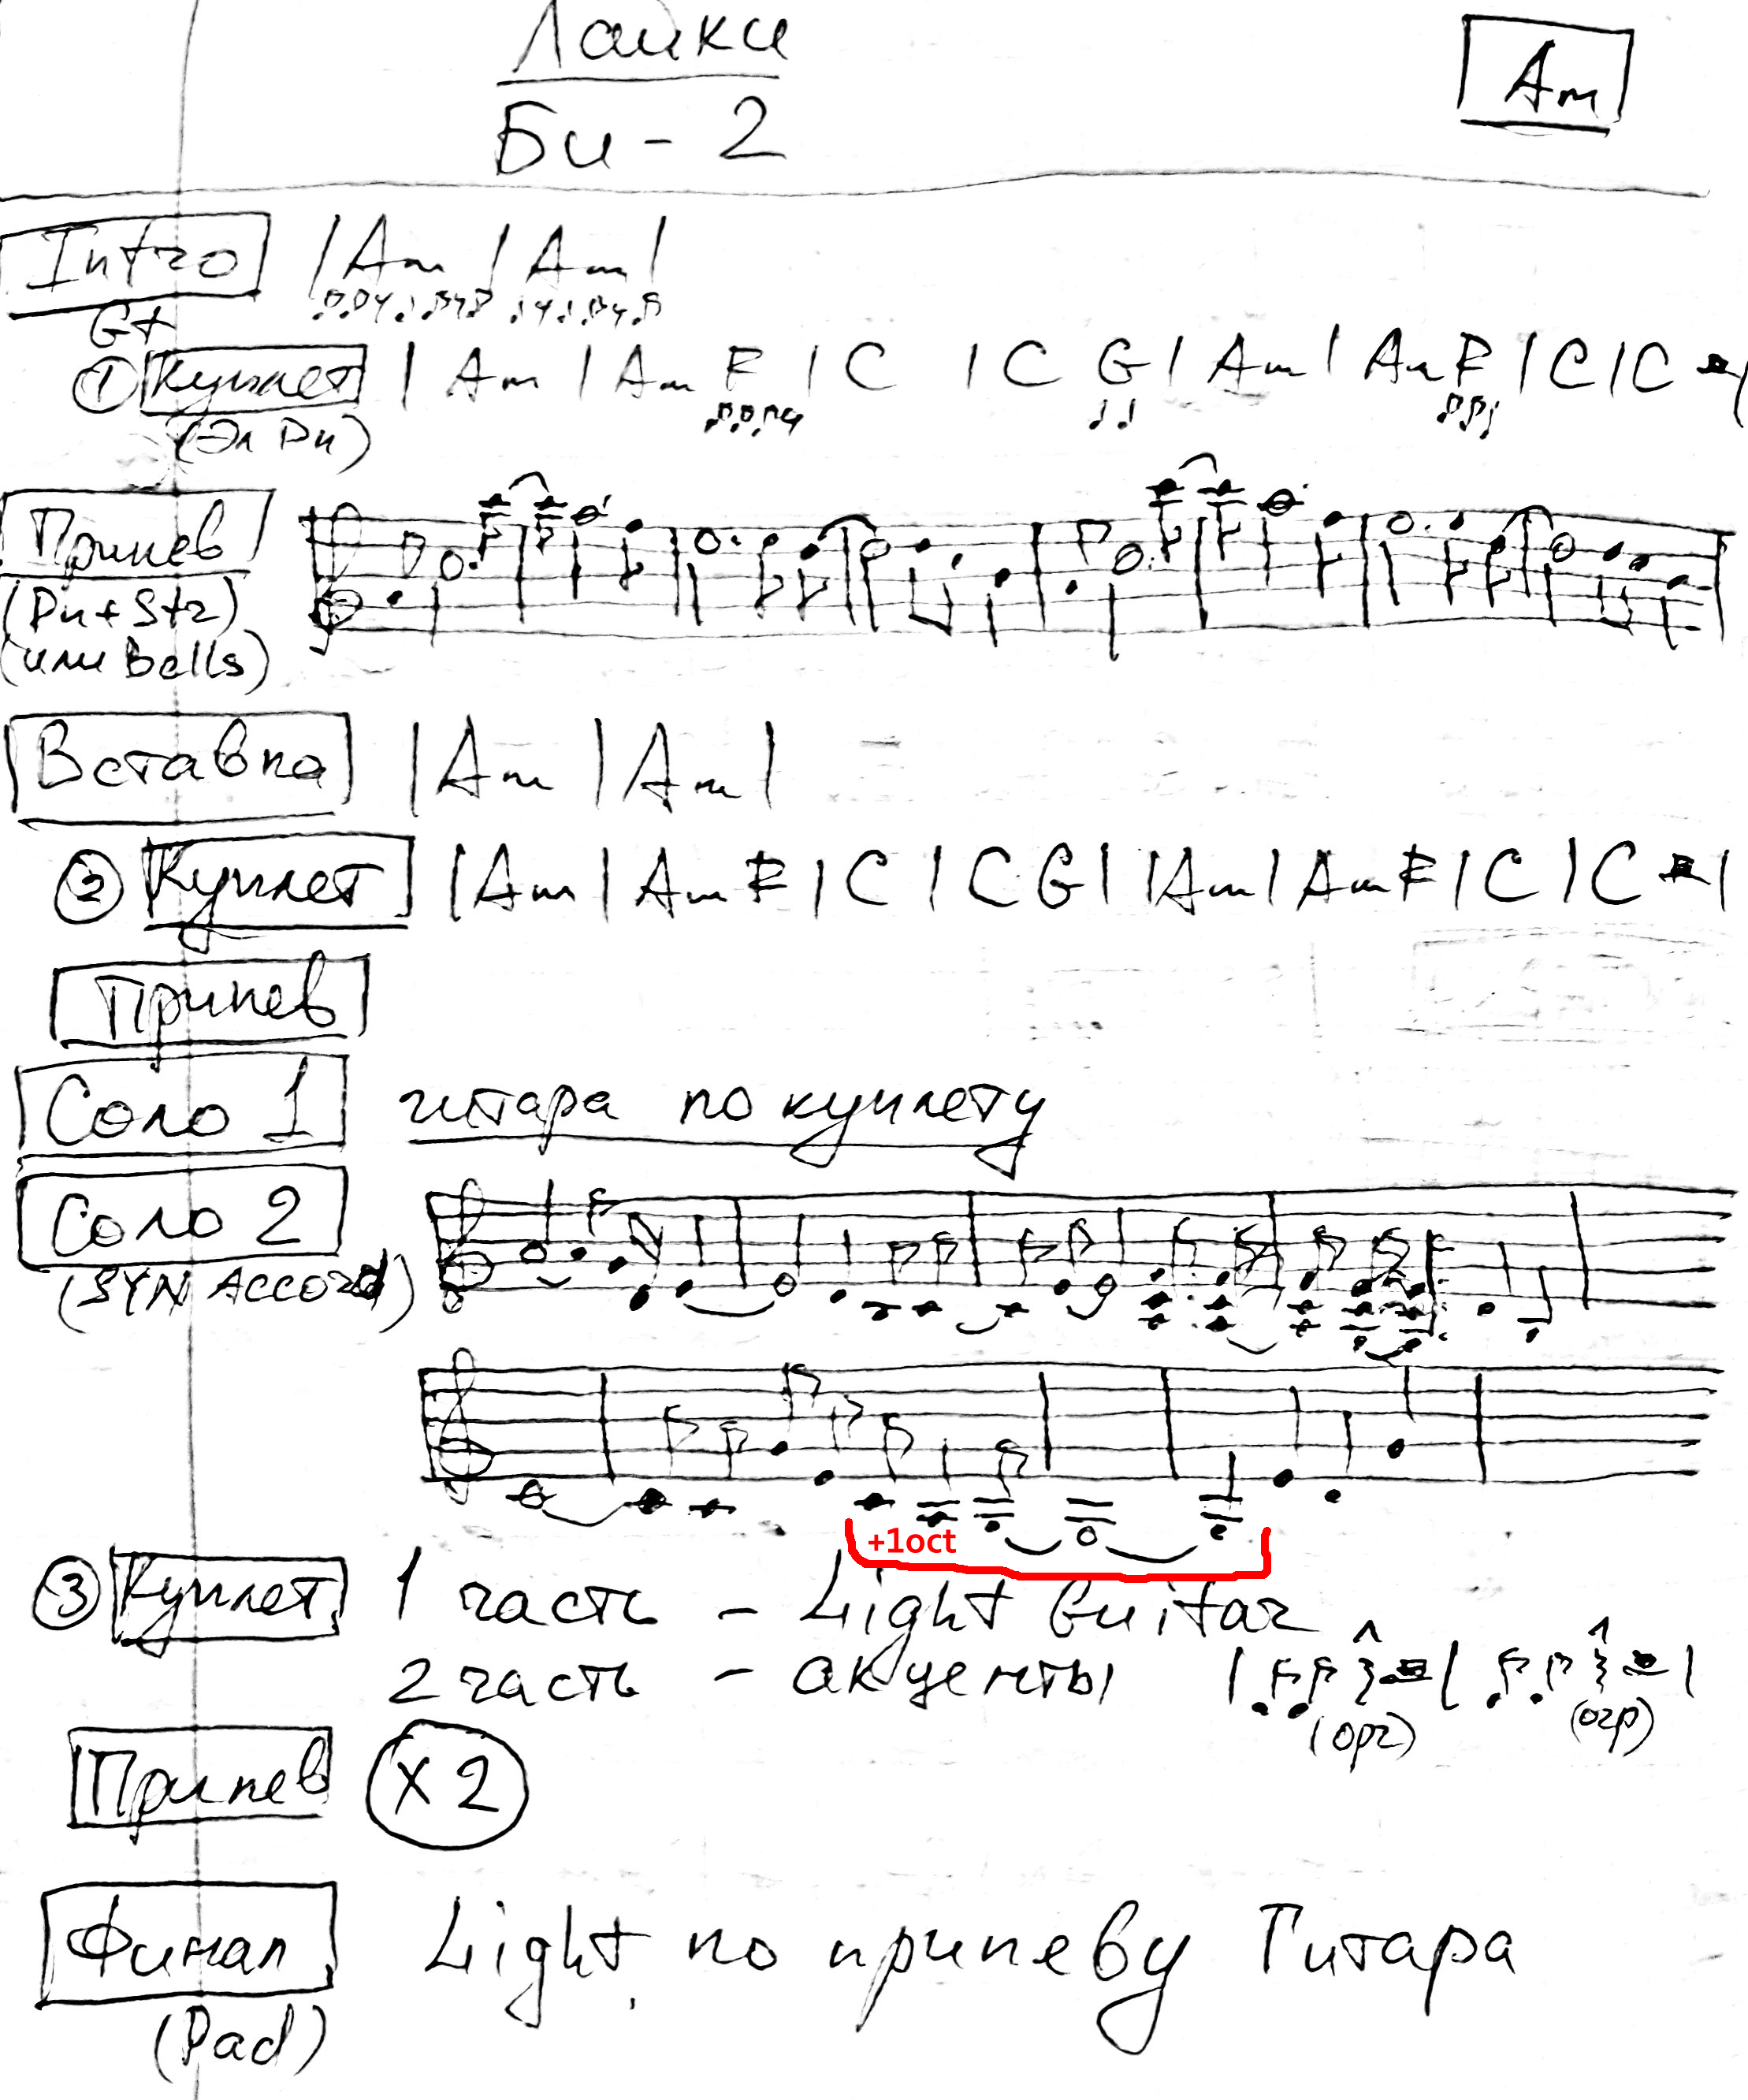 Лайки
Би-2
Am
Intro |Am|Am|
Gt
① Куплет | Am | Am F | C | C G | Am | Am F | C | C |
(Эл Pn)
Припев
(Pn+Str)
(или Bells)
Вставка |Am|Am|
② Куплет |Am|Am F|C|C G| |Am|Am F|C|C |
Припев
Соло 1 гитара по куплету
Соло 2
(SYN ACCORD)
+1oct
③ Куплет 1 часть - Light Guitar
2 часть - акценты
(орг) (огр)
Припев X2
Финал Light по припеву Гитара
(Pad)